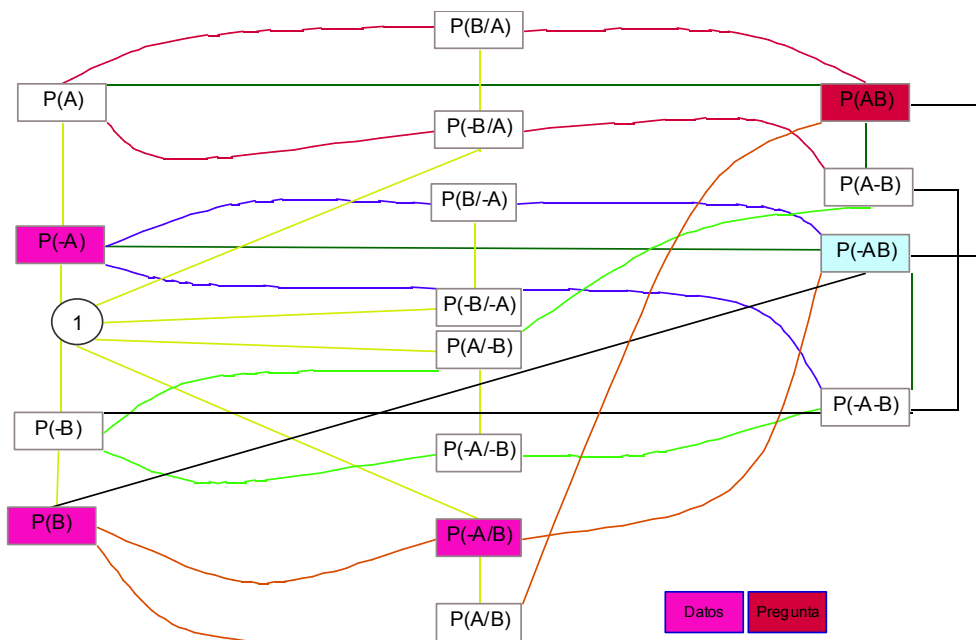 P(B/A)
P(A)
P(AB)
P(-B/A)
P(A-B)
P(B/-A)
P(-A)
P(-AB)
P(-B/-A)
1
P(A/-B)
P(-A-B)
P(-B)
P(-A/-B)
P(B)
P(-A/B)
P(A/B)
Datos
Pregunta